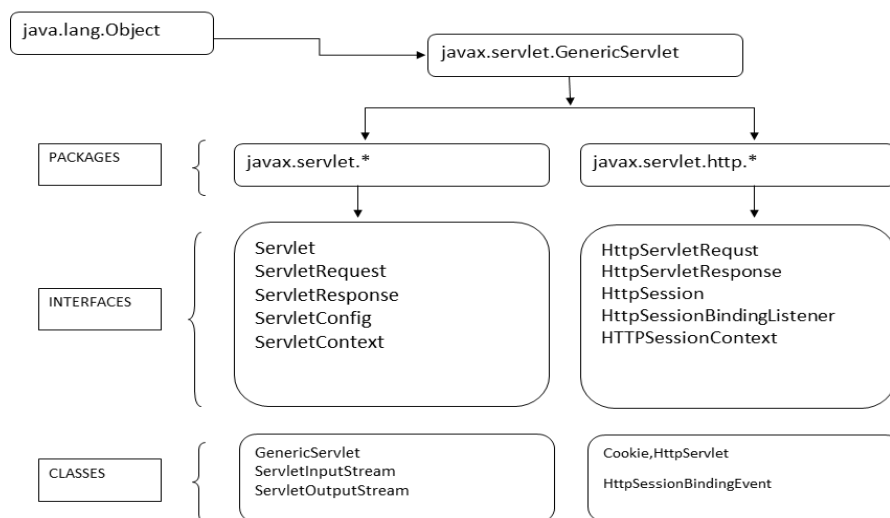 java.lang.Object
javax.servlet.GenericServlet
PACKAGES
javax.servlet.*
javax.servlet.http.*
INTERFACES
Servlet
ServletRequest
ServletResponse
ServletConfig
ServletContext
HttpServletRequst
HttpServletResponse
HttpSession
HttpSessionBindingListener
HTTPSessionContext
CLASSES
GenericServlet
ServletInputStream
ServletOutputStream
Cookie,HttpServlet
HttpSessionBindingEvent